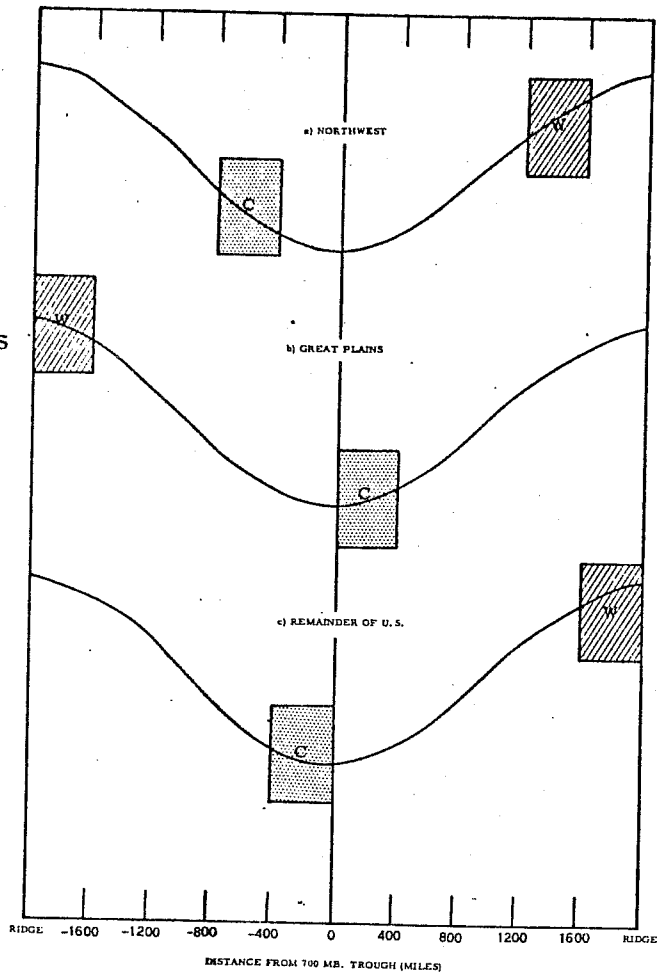 a) NORTHWEST
W
C
W
S
b) GREAT PLAINS
C
c) REMAINDER OF U.S.
W
C
RIDGE -1600 -1200 -800 -400 0 400 800 1200 1600 RIDGE
DISTANCE FROM 700 MB. TROUGH (MILES)